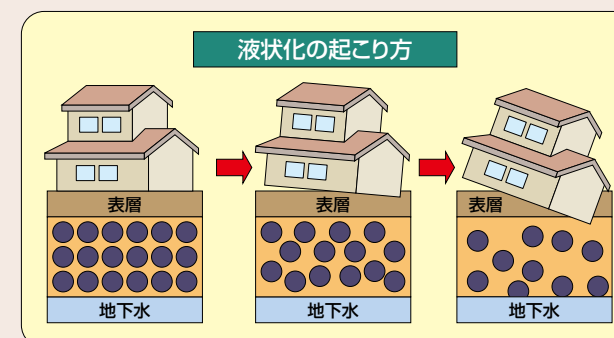 液状化の起こり方
表層
表層
表層
地下水
地下水
地下水